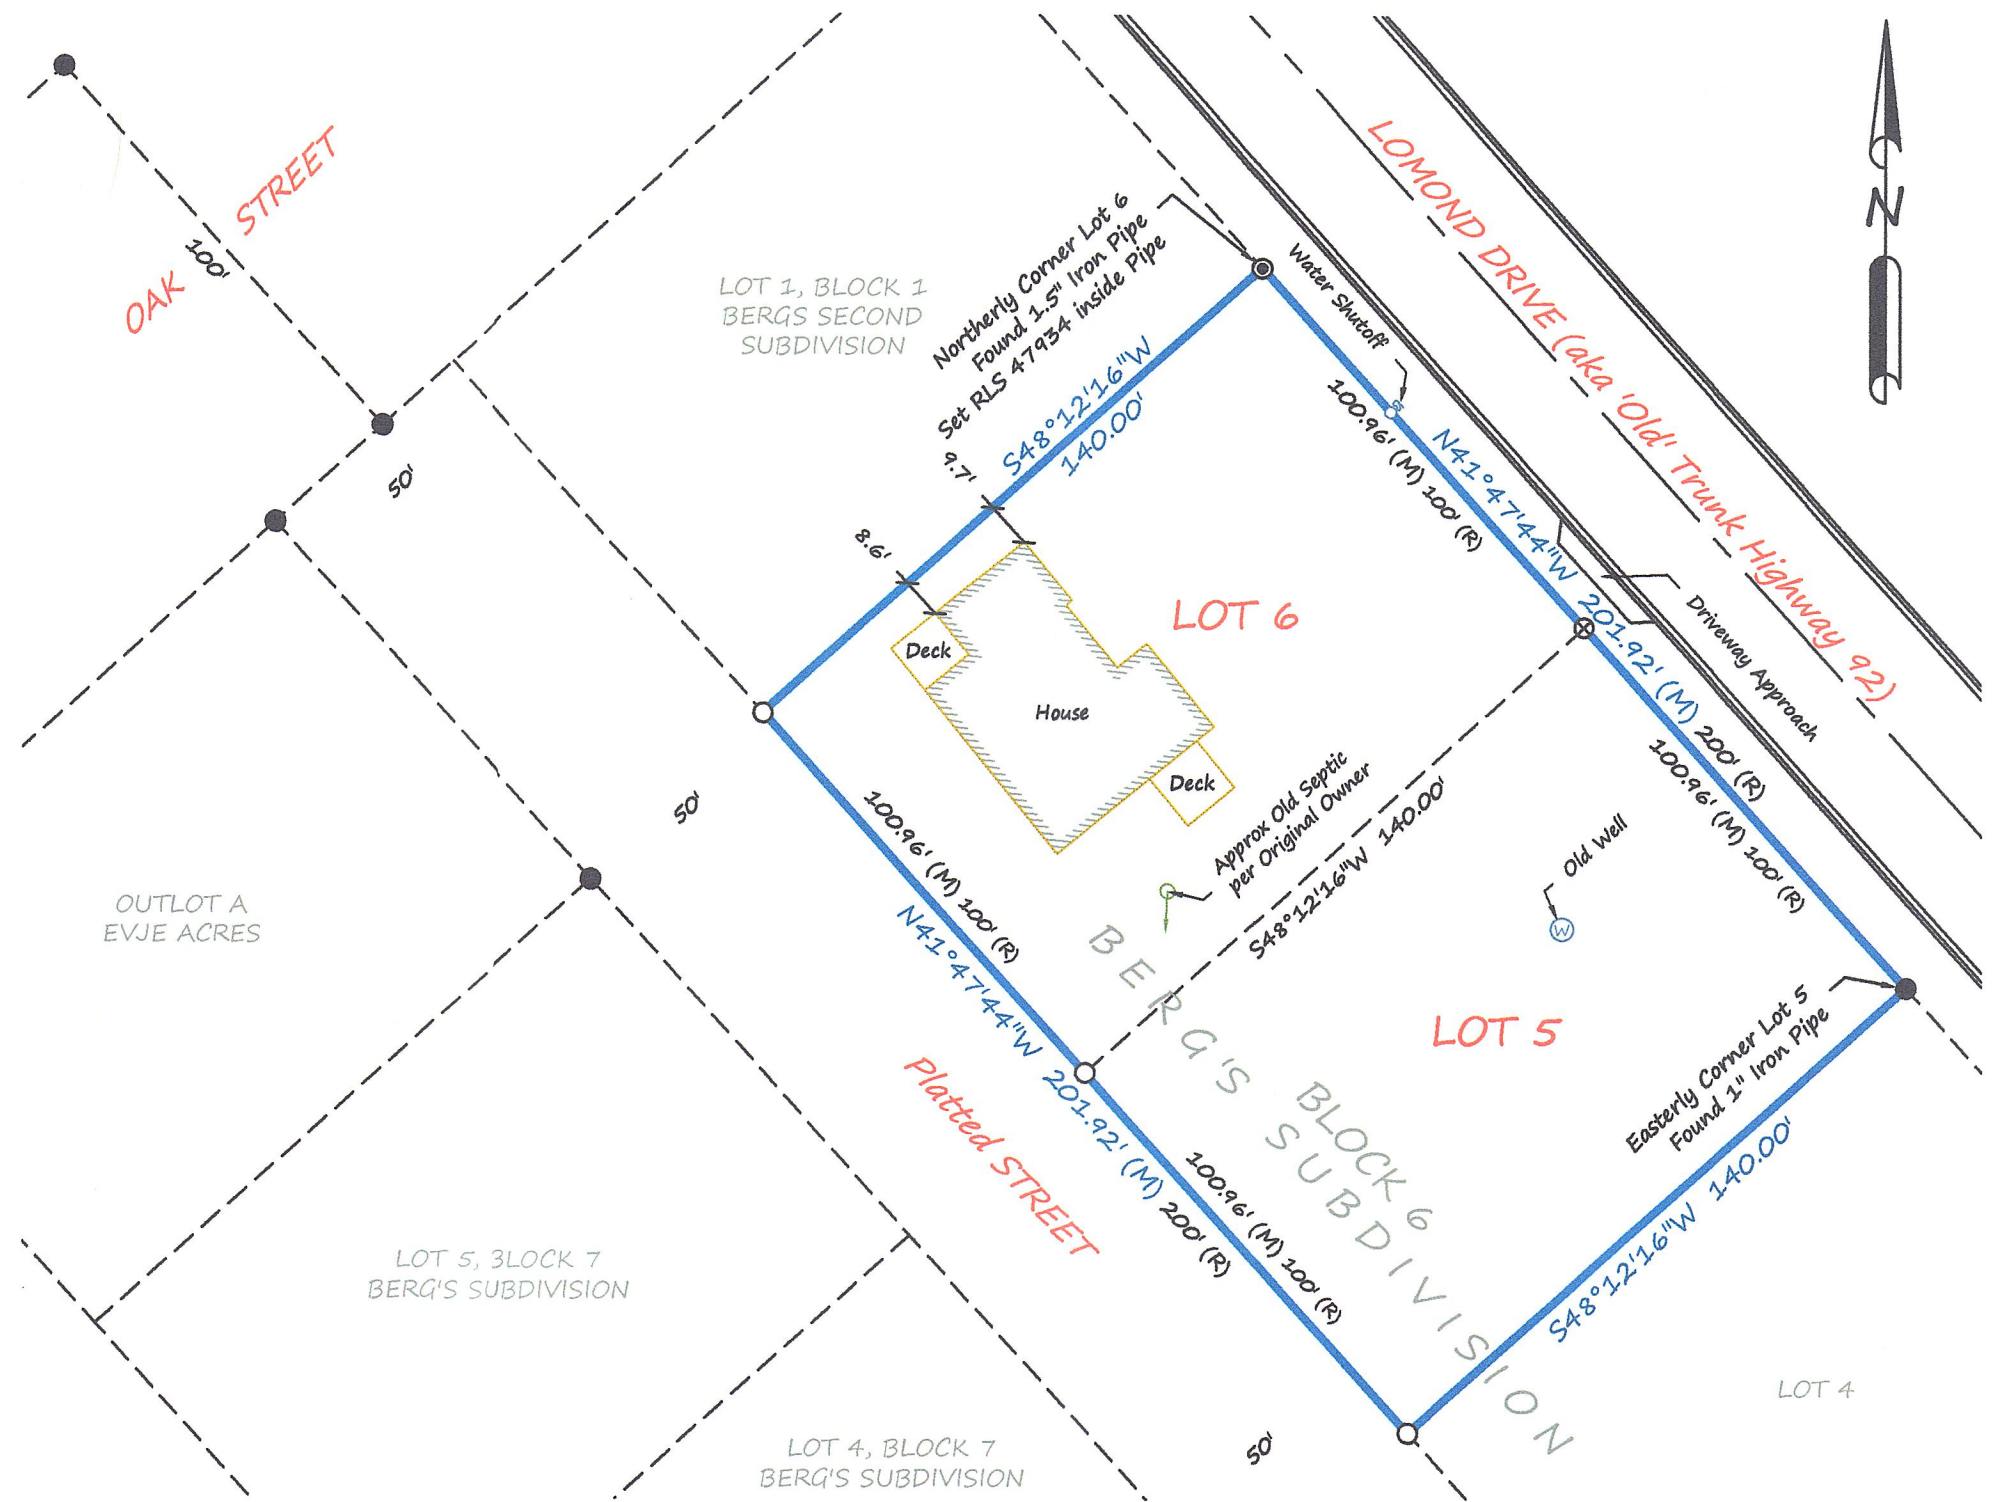 OAK STREET
100'
50'
LOT 1, BLOCK 1
BERGS SECOND
SUBDIVISION
Northerly Corner Lot 6
Found 1.5" Iron Pipe
Set RLS 47934 inside Pipe
S48°12'16"W
140.00'
9.7'
8.6'
Water Shutoff
LOMOND DRIVE (aka 'Old' Trunk Highway 92)
N
100.96' (M) 100' (R)
N41°47'44"W 201.92' (M) 200' (R)
Driveway Approach
LOT 6
Deck
House
Deck
Approx Old Septic
per Original Owner
S48°12'16"W 140.00'
100.96' (M) 100' (R)
Old Well
W
50'
100.96' (M) 100' (R)
N41°47'44"W 201.92' (M) 200' (R)
OUTLOT A
EVJE ACRES
Platted STREET
LOT 5
BLOCK 6
BERG'S SUBDIVISION
Easterly Corner Lot 5
Found 1" Iron Pipe
100.96' (M) 100' (R)
S48°12'16"W 140.00'
LOT 5, 3LOCK 7
BERG'S SUBDIVISION
LOT 4
LOT 4, BLOCK 7
BERG'S SUBDIVISION
50'